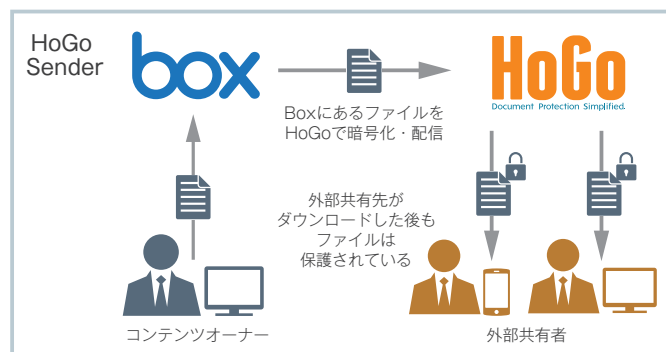 HoGo
Sender
box
HoGo
Document Protection Simplified.
Boxにあるファイルを
HoGoで暗号化・配信
外部共有先が
ダウンロードした後も
ファイルは
保護されている
コンテンツオーナー
外部共有者